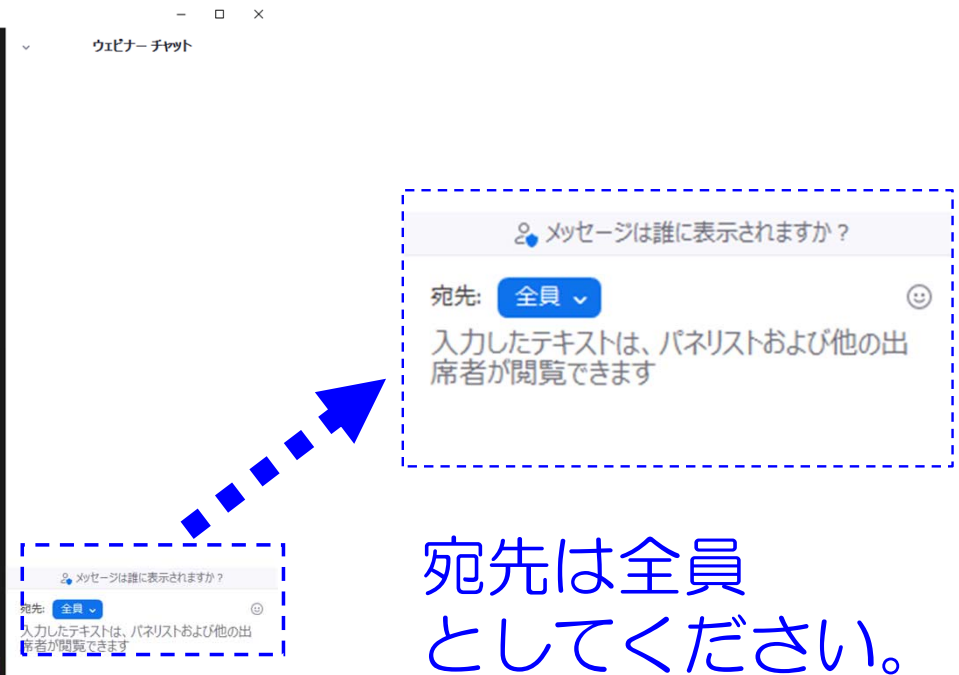 ウェビナー チャット
メッセージは誰に表示されますか？
宛先: 全員
入力したテキストは、パネリストおよび他の出
席者が閲覧できます
メッセージは誰に表示されますか？
宛先: 全員
入力したテキストは、パネリストおよび他の出
席者が閲覧できます
宛先は全員
としてください。